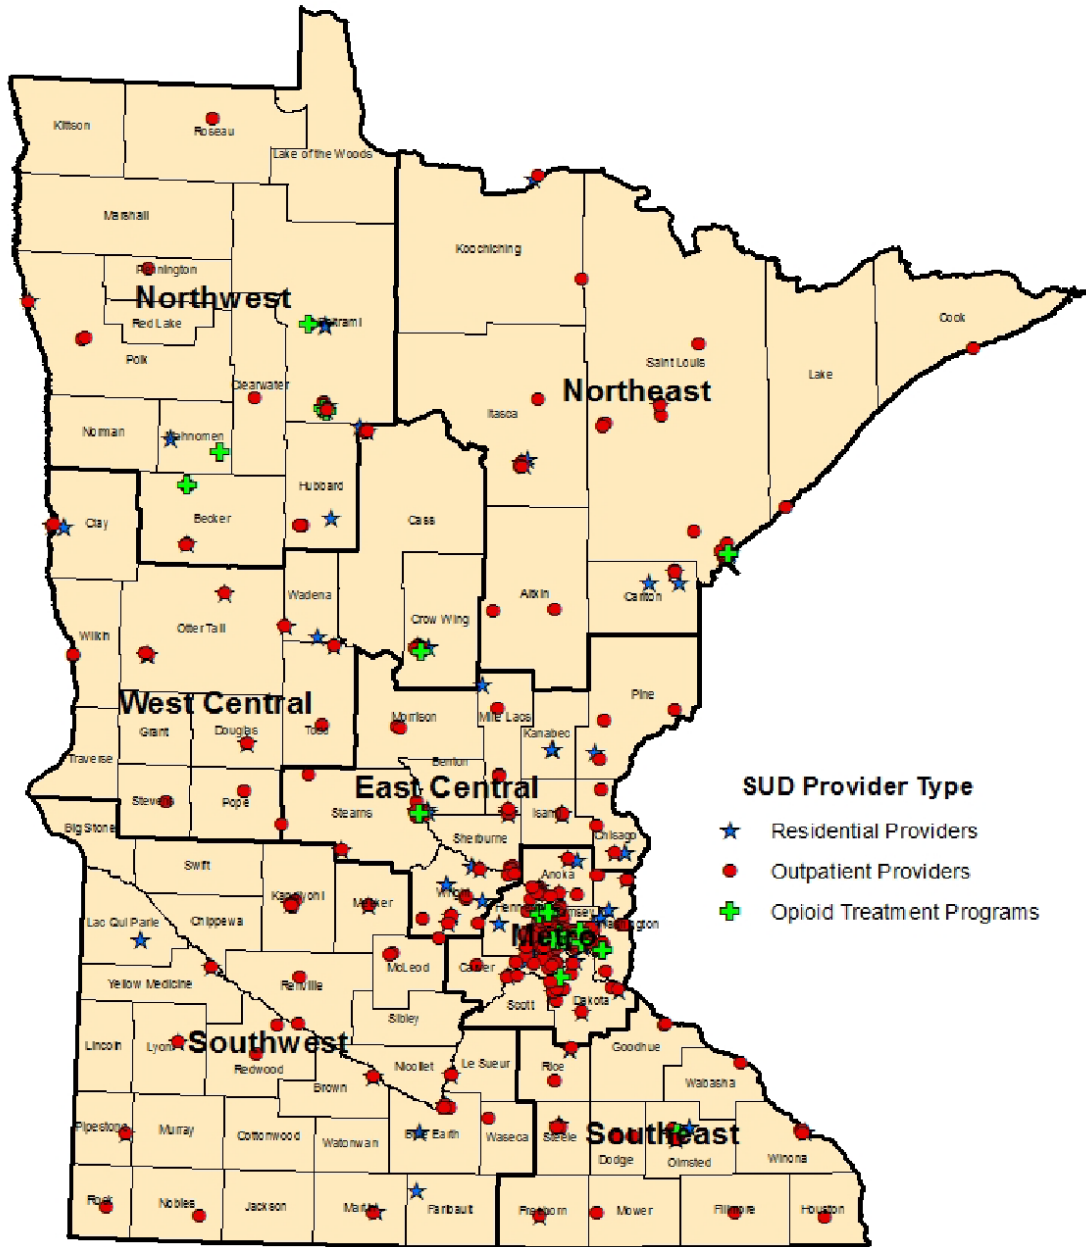 Kittson
Roseau
Lake of the Woods
Marshall
Koochiching
Pennington
Northwest
Red Lake
Beltrami
Cook
Polk
Saint Louis
Lake
Clearwater
Northeast
Itasca
Norman
Mahnomen
Hubbard
Clay
Becker
Cass
Wadena
Aitkin
Carlton
Crow Wing
Otter Tail
Wilkin
West Central
Pine
Morrison
Mille Lacs
Grant
Douglas
Todd
Kanabec
Traverse
Benton
East Central
SUD Provider Type
Stevens
Pope
Stearns
Isanti
Big Stone
Sherburne
Chisago
Residential Providers
Swift
Anoka
Outpatient Providers
Kandiyohi
Wright
Meeker
Hennepin
Ramsey
Opioid Treatment Programs
Lac Qui Parle
Chippewa
Washington
Metro
McLeod
Carver
Yellow Medicine
Renville
Scott
Dakota
Sibley
Lincoln
Lyon
Southwest
Goodhue
Redwood
Nicollet
Le Sueur
Rice
Brown
Wabasha
Pipestone
Murray
Cottonwood
Watonwan
Blue Earth
Waseca
Steele
Southeast
Dodge
Olmsted
Winona
Rock
Nobles
Jackson
Martin
Faribault
Freeborn
Mower
Fillmore
Houston